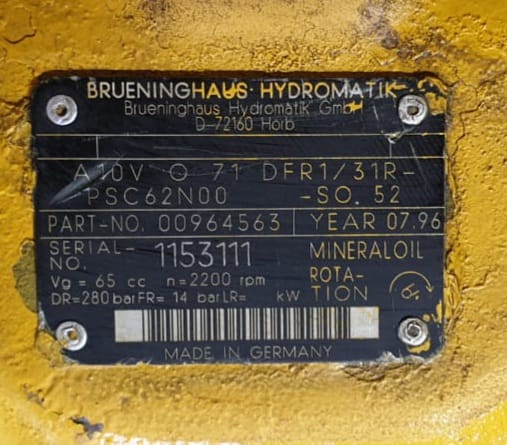 BRUENINGHAUS HYDROMATIK
Brueninghaus Hydromatik GmbH
D-72160 Horb
A10V O 71 DFR1/31R-
PSC62N00 -SO. 52
PART-NO. 00964563 YEAR 07.96
SERIAL-NO. 1153111 MINERALOIL
Vg = 65 cc n=2200 rpm ROTA-TION
DR=280 bar FR= 14 bar LR= kW
MADE IN GERMANY